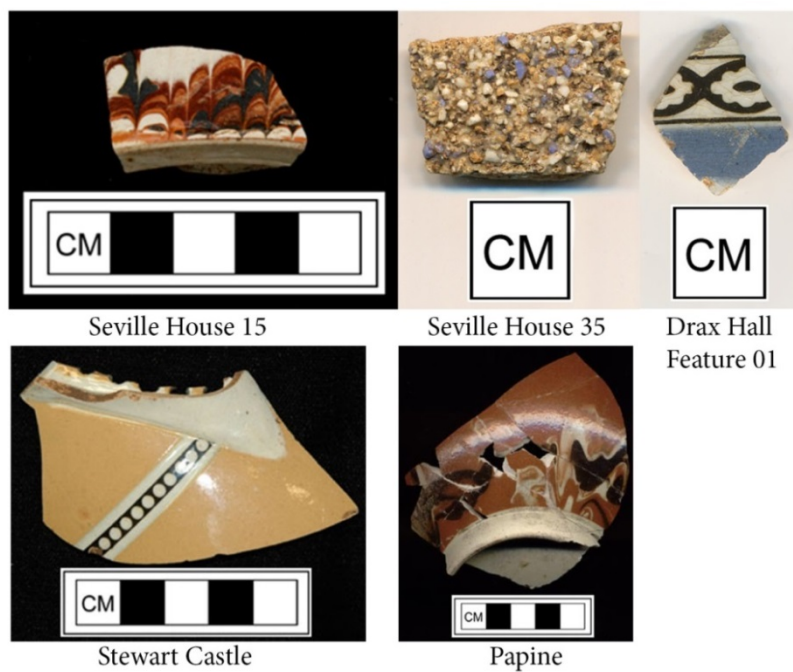 CM
CM
CM
Seville House 15
Seville House 35
Drax Hall
Feature 01
CM
CM
Stewart Castle
Papine